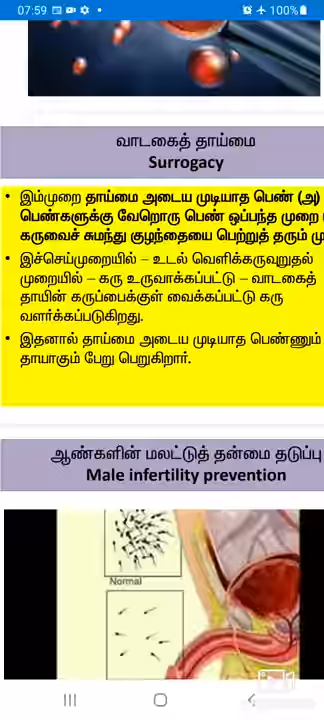 07:59
100%
வாடகைத் தாய்மை
Surrogacy
• இம்முறை தாய்மை அடைய முடியாத பெண் (அ)
பெண்களுக்கு வேறொரு பெண் ஒப்பந்த முறை
கருவைச் சுமந்து குழந்தையை பெற்றுத் தரும் மு
• இச்செய்முறையில் – உடல் வெளிக்கருவுறுதல்
முறையில் – கரு உருவாக்கப்பட்டு – வாடகைத்
தாயின் கருப்பைக்குள் வைக்கப்பட்டு கரு
வளர்க்கப்படுகிறது.
• இதனால் தாய்மை அடைய முடியாத பெண்ணும்
தாயாகும் பேறு பெறுகிறார்.
ஆண்களின் மலட்டுத் தன்மை தடுப்பு
Male infertility prevention
Normal